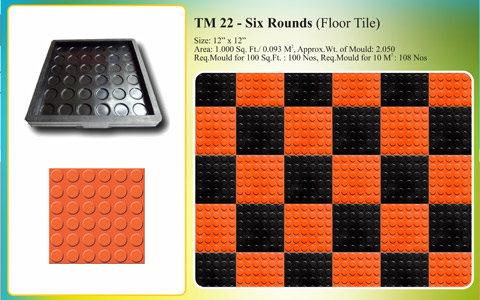 TM 22 - Six Rounds (Floor Tile)
Size: 12” x 12”
Area: 1.000 Sq. Ft./ 0.093 M², Approx.Wt. of Mould: 2.050
Req.Mould for 100 Sq.Ft. : 100 Nos, Req.Mould for 10 M² : 108 Nos